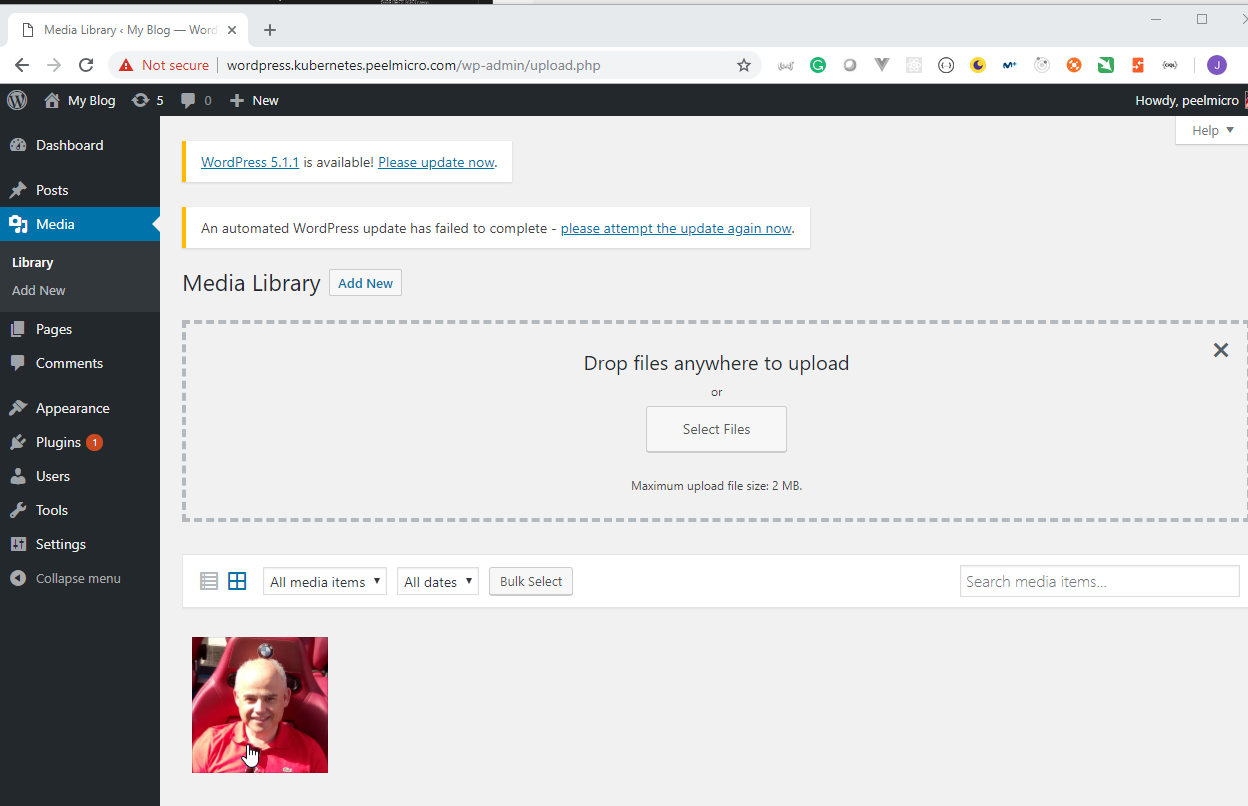 Media Library ‹ My Blog — Word
Not secure wordpress.kubernetes.peelmicro.com/wp-admin/upload.php
My Blog 5 0 New Howdy, peelmicro
Help
Dashboard
Posts
Media
Library
Add New
Pages
Comments
Appearance
Plugins 1
Users
Tools
Settings
Collapse menu
WordPress 5.1.1 is available! Please update now.
An automated WordPress update has failed to complete - please attempt the update again now.
Media Library Add New
Drop files anywhere to upload
or
Select Files
Maximum upload file size: 2 MB.
All media items All dates Bulk Select Search media items...